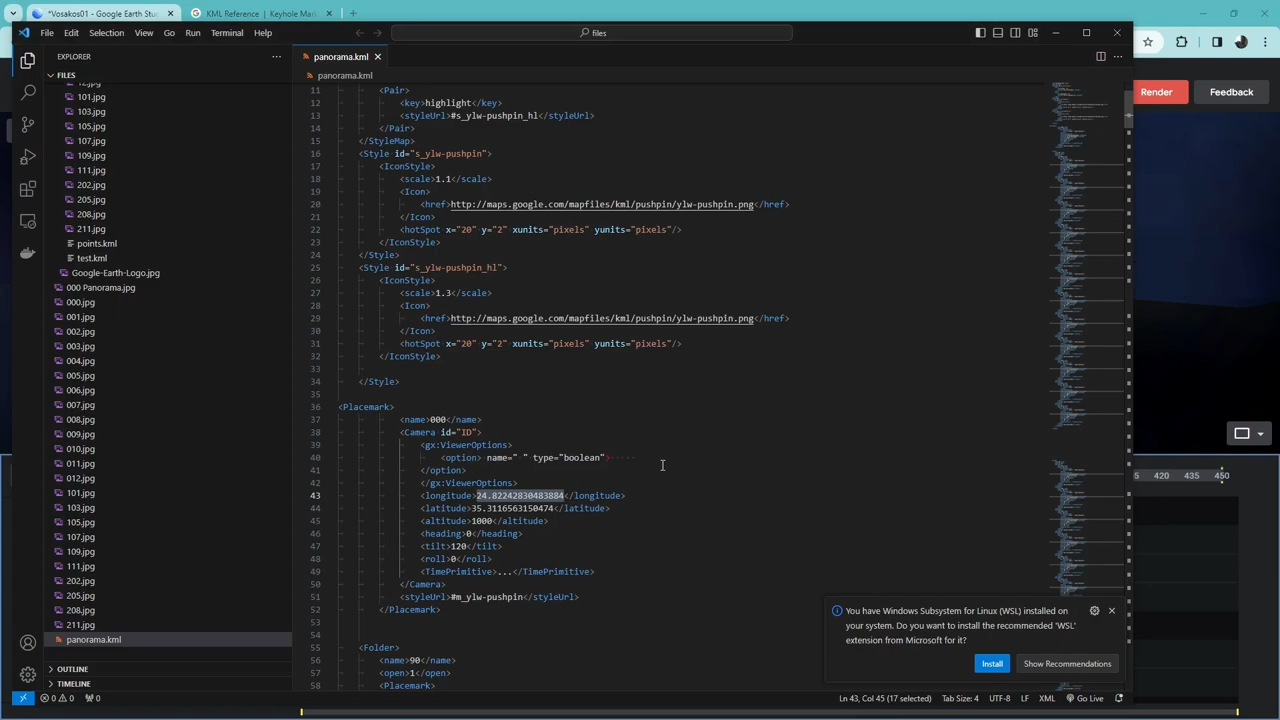 *Vosakos01 - Google Earth Stu
KML Reference | Keyhole Mark
File Edit Selection View Go Run Terminal Help
files
EXPLORER
FILES
12.jpg
101.jpg
103.jpg
105.jpg
107.jpg
109.jpg
111.jpg
202.jpg
205.jpg
208.jpg
211.jpg
points.kml
test.kml
Google-Earth-Logo.jpg
000 Panorama.jpg
000.jpg
001.jpg
002.jpg
003.jpg
004.jpg
005.jpg
006.jpg
007.jpg
008.jpg
009.jpg
010.jpg
011.jpg
012.jpg
101.jpg
103.jpg
105.jpg
107.jpg
109.jpg
111.jpg
202.jpg
205.jpg
208.jpg
211.jpg
panorama.kml
OUTLINE
TIMELINE
panorama.kml
panorama.kml
11 <Pair>
12 <key>highlight</key>
13 <styleUrl>#s_ylw-pushpin_hl</styleUrl>
14 </Pair>
15 </StyleMap>
16 <Style id="s_ylw-pushpin">
17 <IconStyle>
18 <scale>1.1</scale>
19 <Icon>
20 <href>http://maps.google.com/mapfiles/kml/pushpin/ylw-pushpin.png</href>
21 </Icon>
22 <hotSpot x="20" y="2" xunits="pixels" yunits="pixels"/>
23 </IconStyle>
24 </Style>
25 <Style id="s_ylw-pushpin_hl">
26 <IconStyle>
27 <scale>1.3</scale>
28 <Icon>
29 <href>http://maps.google.com/mapfiles/kml/pushpin/ylw-pushpin.png</href>
30 </Icon>
31 <hotSpot x="20" y="2" xunits="pixels" yunits="pixels"/>
32 </IconStyle>
33
34 </Style>
35
36 <Placemark>
37 <name>000</name>
38 <Camera id="ID">
39 <gx:ViewerOptions>
40 <option> name=" " type="boolean">
41 </option>
42 </gx:ViewerOptions>
43 <longitude>24.82242830483884</longitude>
44 <latitude>35.3116563150474</latitude>
45 <altitude>1000</altitude>
46 <heading>0</heading>
47 <tilt>120</tilt>
48 <roll>0</roll>
49 <TimePrimitive>...</TimePrimitive>
50 </Camera>
51 <styleUrl>#m_ylw-pushpin</styleUrl>
52 </Placemark>
53
54
55 <Folder>
56 <name>90</name>
57 <open>1</open>
58 <Placemark>
Render
Feedback
420 435 450
You have Windows Subsystem for Linux (WSL) installed on
your system. Do you want to install the recommended 'WSL'
extension from Microsoft for it?
Install
Show Recommendations
0 0 0
Ln 43, Col 45 (17 selected) Tab Size: 4 UTF-8 LF XML Go Live